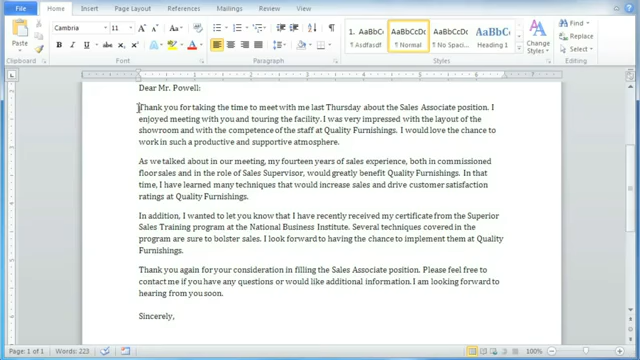 File Home Insert Page Layout References Mailings Review View
Cambria 11
Paste
B I U abc
AaBbCc AaBbCcDc AaBbCcDc AaBbCc
1. Asdfasdf ¶ Normal ¶ No Spaci... Heading 1
Change Styles
Find
Replace
Select
Clipboard Font Paragraph Styles Editing
Dear Mr. Powell:
Thank you for taking the time to meet with me last Thursday about the Sales Associate position. I
enjoyed meeting with you and touring the facility. I was very impressed with the layout of the
showroom and with the competence of the staff at Quality Furnishings. I would love the chance to
work in such a productive and supportive atmosphere.
As we talked about in our meeting, my fourteen years of sales experience, both in commissioned
floor sales and in the role of Sales Supervisor, would greatly benefit Quality Furnishings. In that
time, I have learned many techniques that would increase sales and drive customer satisfaction
ratings at Quality Furnishings.
In addition, I wanted to let you know that I have recently received my certificate from the Superior
Sales Training program at the National Business Institute. Several techniques covered in the
program are sure to bolster sales. I look forward to having the chance to implement them at Quality
Furnishings.
Thank you again for your consideration in filling the Sales Associate position. Please feel free to
contact me if you have any questions or would like additional information. I am looking forward to
hearing from you soon.
Sincerely,
Page: 1 of 1 Words: 223 100%